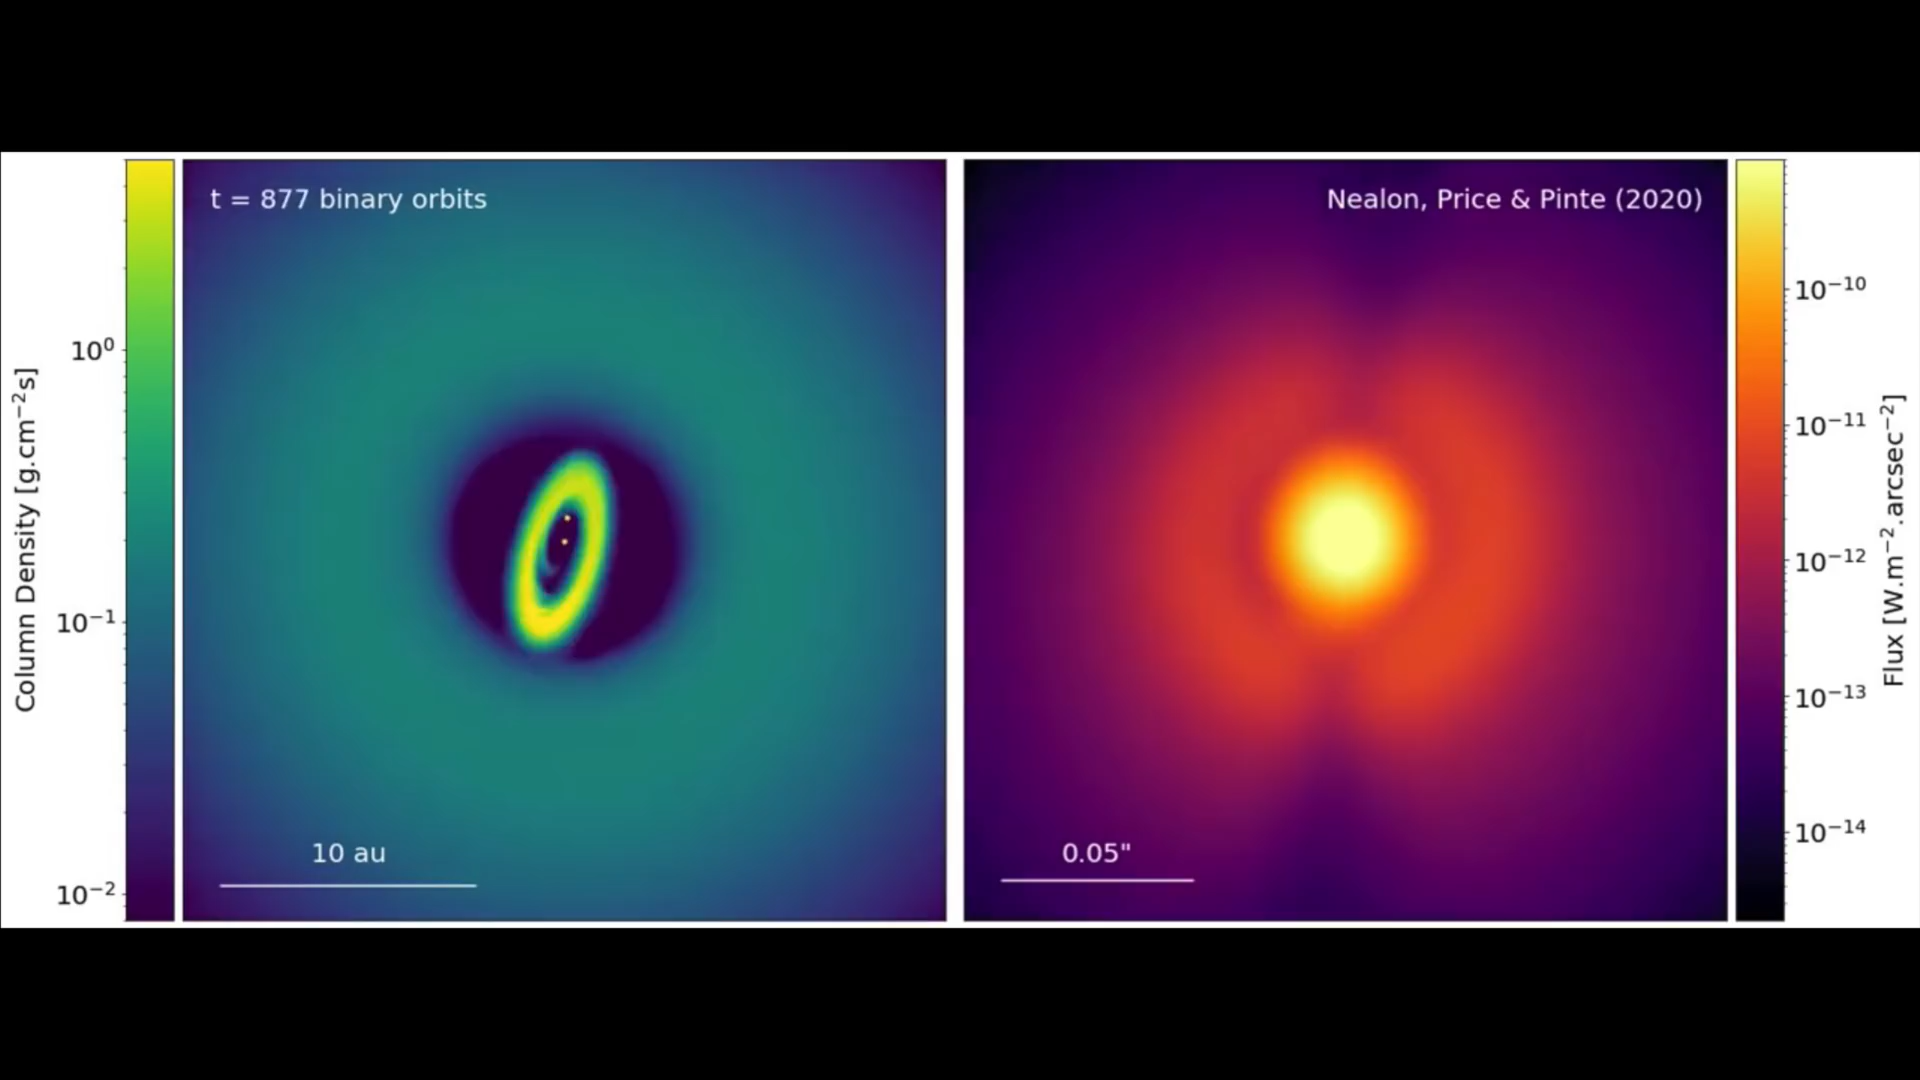 t = 877 binary orbits
Nealon, Price & Pinte (2020)
Column Density [g.cm⁻²s]
10⁰
10⁻¹
10⁻²
10 au
0.05"
10⁻¹⁰
10⁻¹¹
10⁻¹²
10⁻¹³
10⁻¹⁴
Flux [W.m⁻².arcsec⁻²]